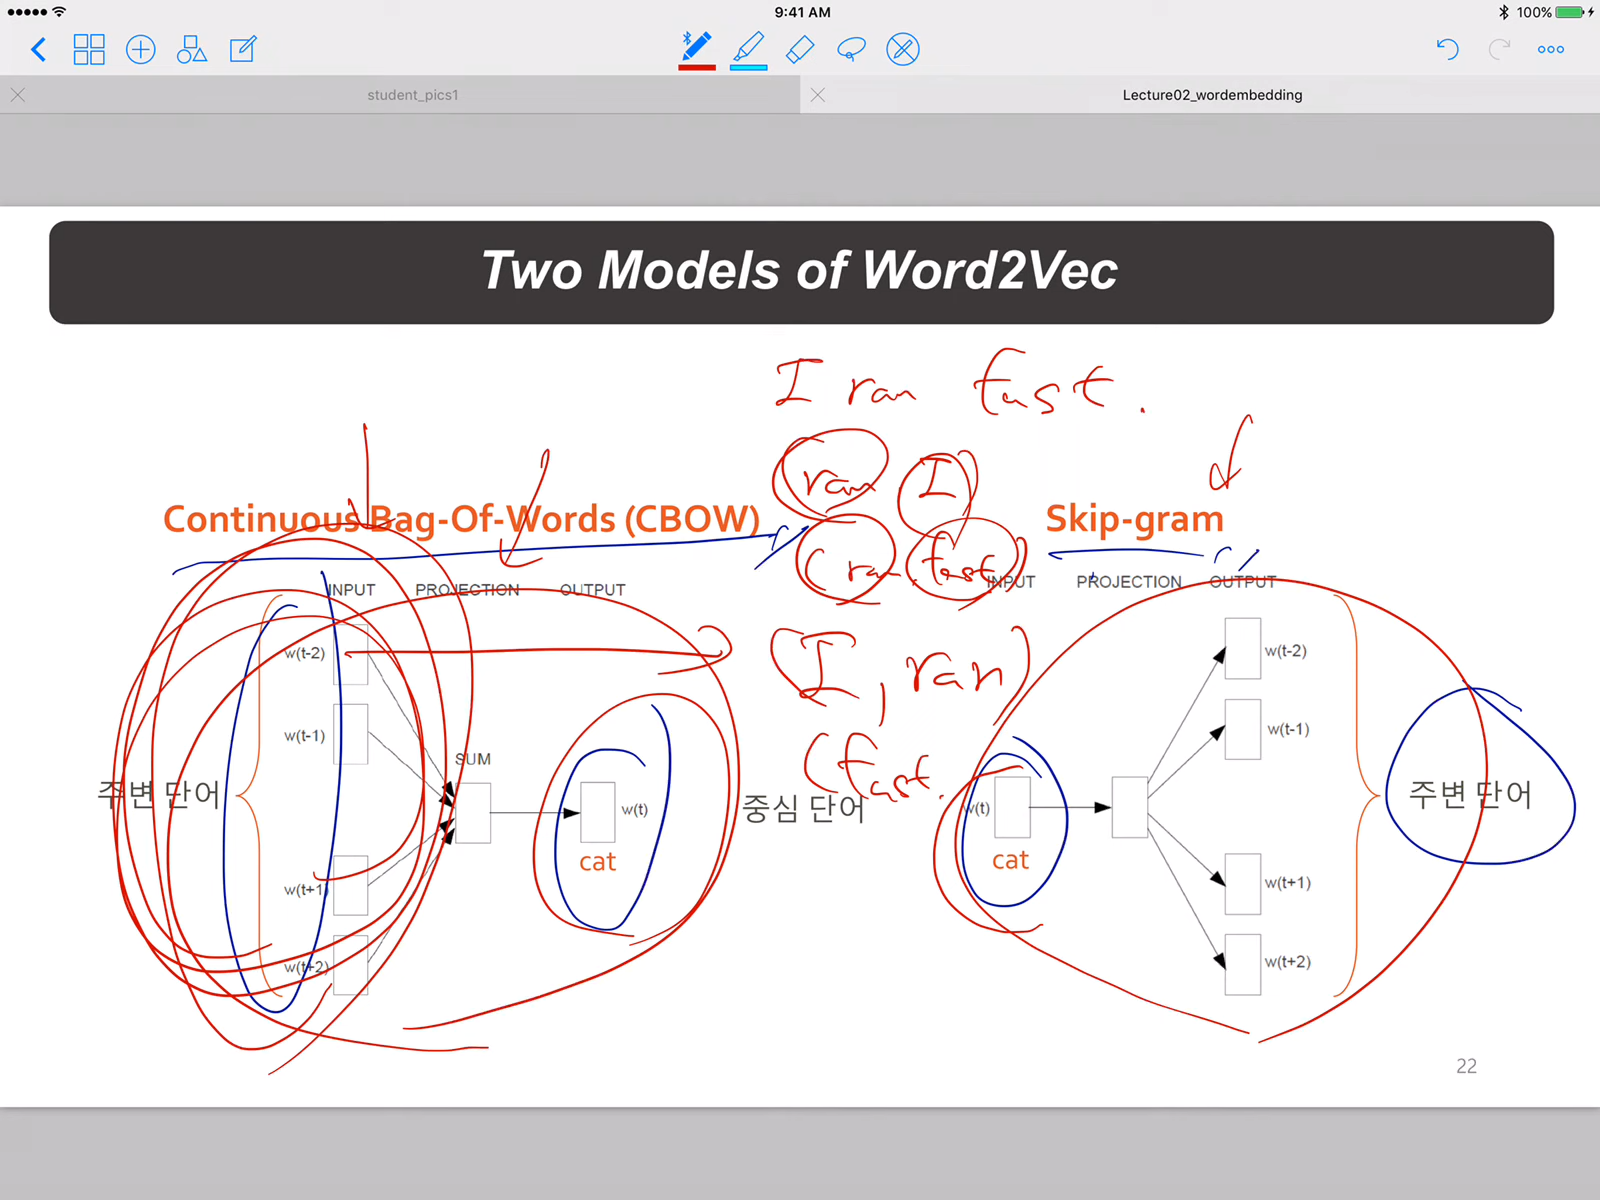 9:41 AM
100%
student_pics1
Lecture02_wordembedding
Two Models of Word2Vec
I ran fast.
ran I
(ran, fast)
(I, ran)
(fast.
Continuous Bag-Of-Words (CBOW)
INPUT PROJECTION OUTPUT
w(t-2)
w(t-1)
SUM
주변 단어
w(t)
cat
w(t+1)
w(t+2)
중심 단어
Skip-gram
INPUT PROJECTION OUTPUT
w(t-2)
w(t-1)
w(t)
cat
주변 단어
w(t+1)
w(t+2)
22